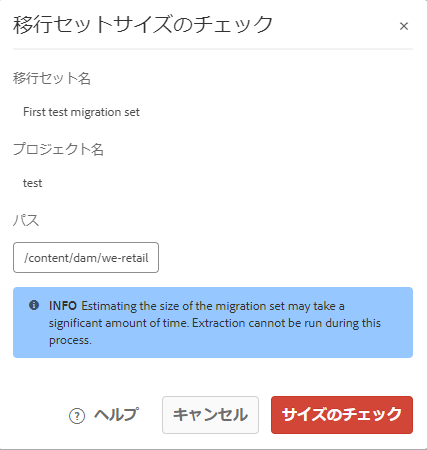 移行セットサイズのチェック
×
移行セット名
First test migration set
プロジェクト名
test
パス
/content/dam/we-retail
INFO Estimating the size of the migration set may take a
significant amount of time. Extraction cannot be run during this
process.
? ヘルプ キャンセル サイズのチェック